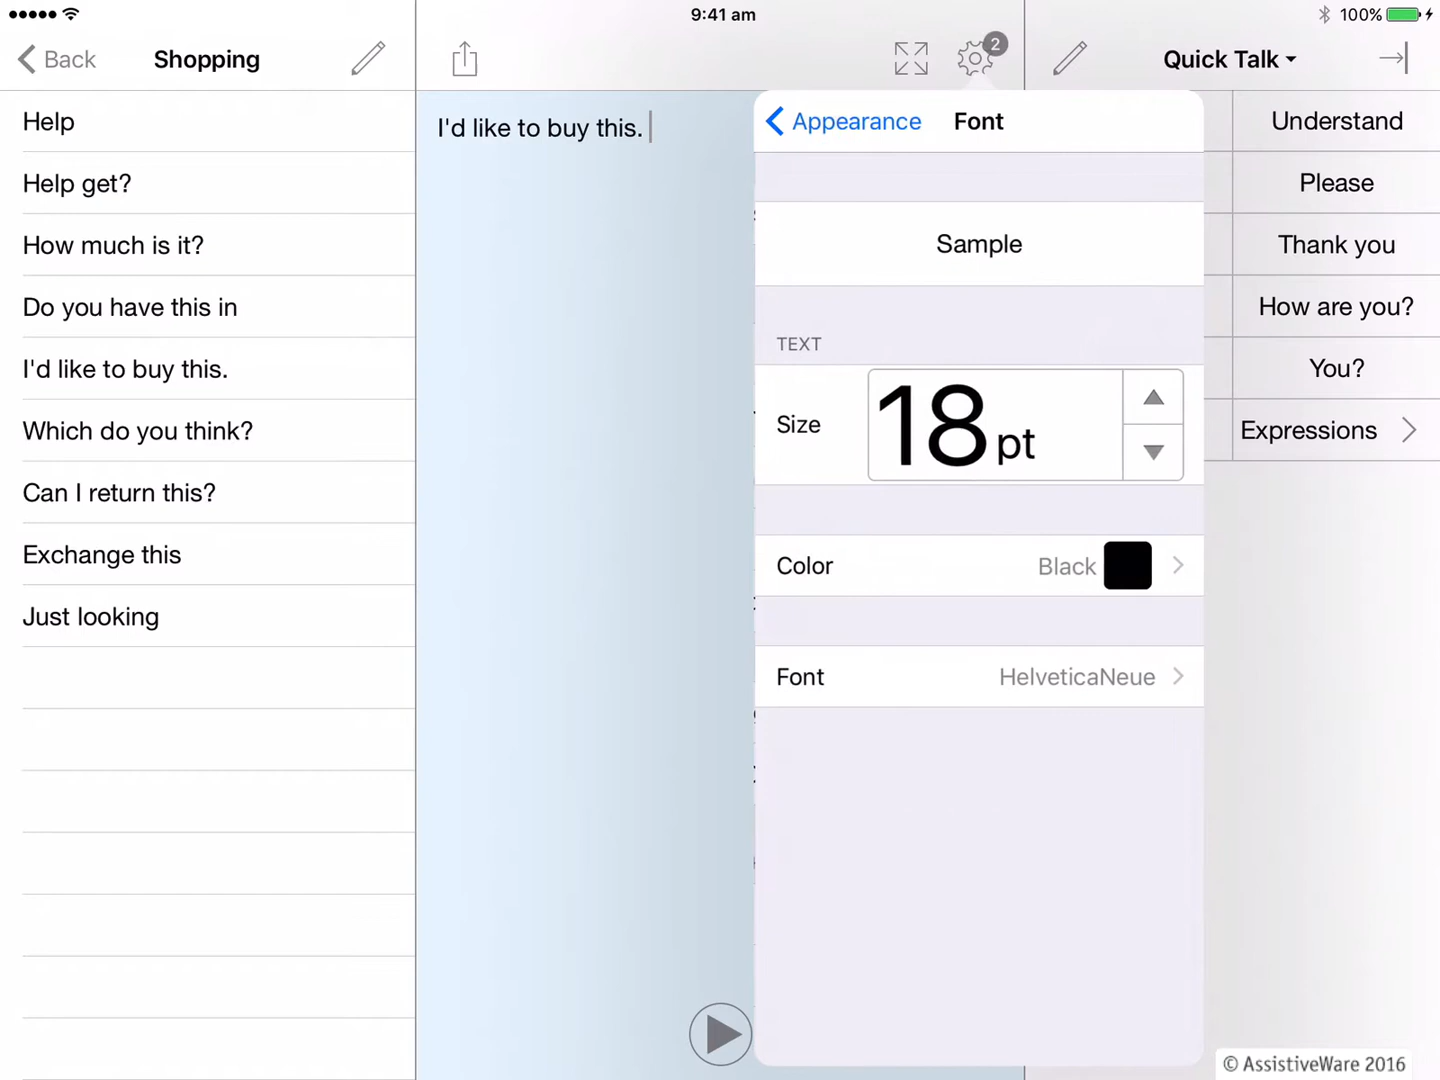 9:41 am
100%
Back
Shopping
2
Quick Talk
Help
Help get?
How much is it?
Do you have this in
I'd like to buy this.
Which do you think?
Can I return this?
Exchange this
Just looking
I'd like to buy this.
Appearance
Font
Sample
TEXT
Size
18 pt
Color
Black
Font
HelveticaNeue
Understand
Please
Thank you
How are you?
You?
Expressions
© AssistiveWare 2016